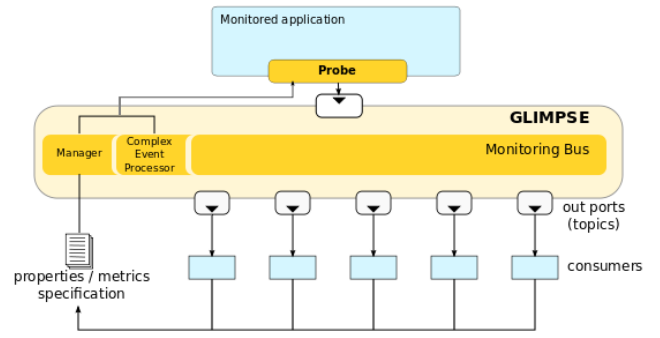 Monitored application
Probe
GLIMPSE
Manager
Complex
Event
Processor
Monitoring Bus
out ports
(topics)
properties / metrics
specification
consumers